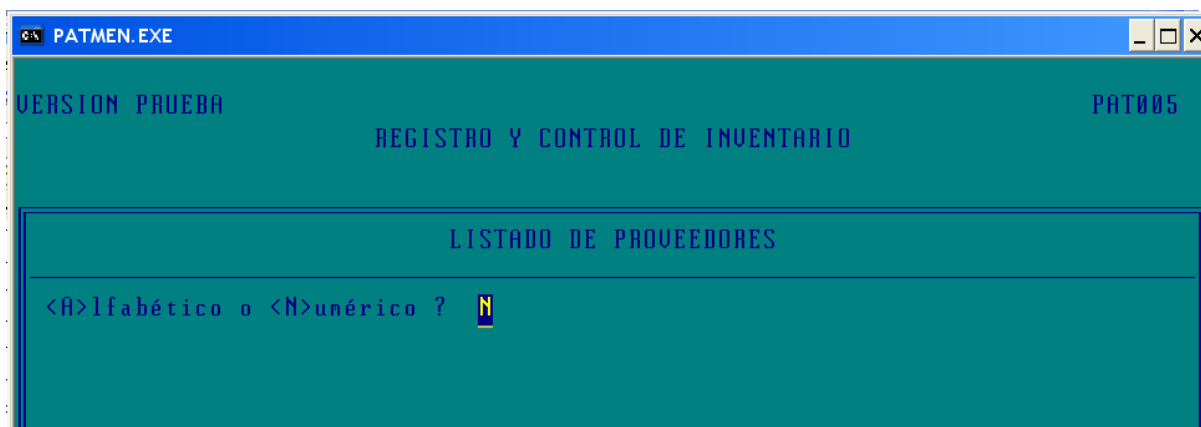 PATMEN.EXE
VERSION PRUEBA PAT005
REGISTRO Y CONTROL DE INVENTARIO
LISTADO DE PROVEEDORES
<A>lfabético o <N>umérico ? N